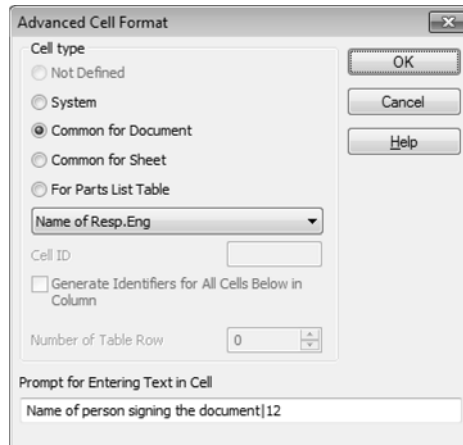 Advanced Cell Format
Cell type
Not Defined
System
Common for Document
Common for Sheet
For Parts List Table
Name of Resp.Eng
Cell ID
Generate Identifiers for All Cells Below in
Column
Number of Table Row
0
Prompt for Entering Text in Cell
Name of person signing the document|12
OK
Cancel
Help